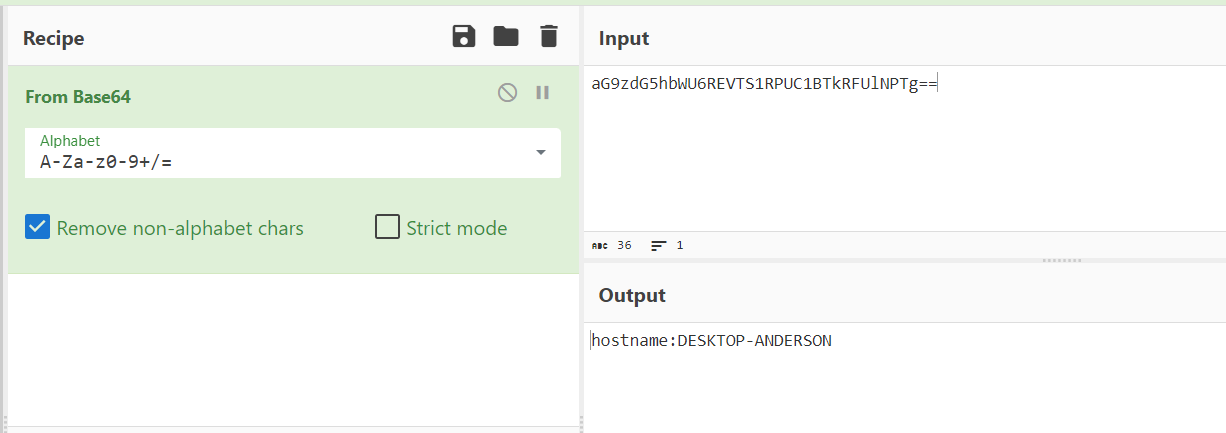 Recipe
From Base64
Alphabet
A-Za-z0-9+/=
Remove non-alphabet chars
Strict mode
Input
aG9zdG5hbWU6REVTS1RPUC1BTkRFUlNPTg==
ABC 36 1
Output
hostname:DESKTOP-ANDERSON